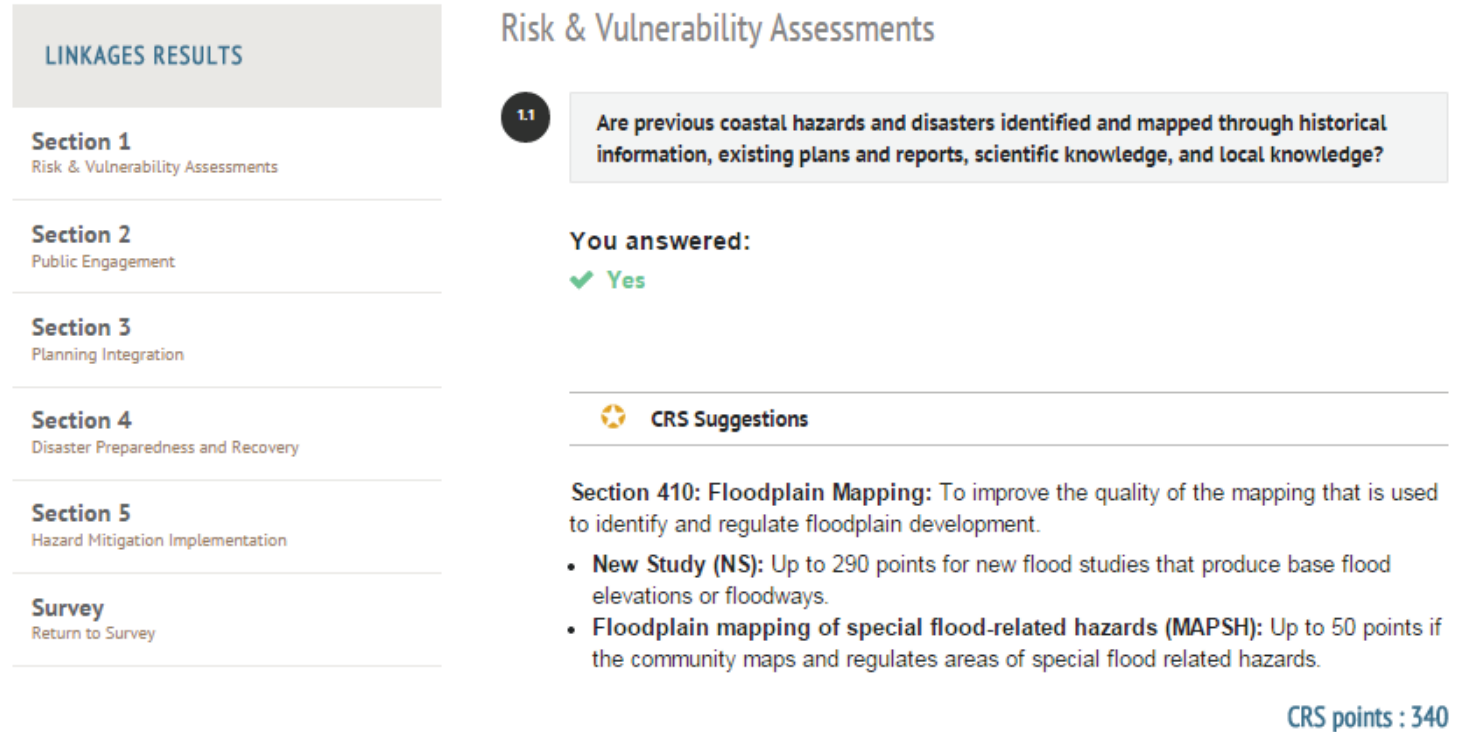 LINKAGES RESULTS
Section 1
Risk & Vulnerability Assessments
Section 2
Public Engagement
Section 3
Planning Integration
Section 4
Disaster Preparedness and Recovery
Section 5
Hazard Mitigation Implementation
Survey
Return to Survey
Risk & Vulnerability Assessments
1.1
Are previous coastal hazards and disasters identified and mapped through historical
information, existing plans and reports, scientific knowledge, and local knowledge?
You answered:
✔ Yes
CRS Suggestions
Section 410: Floodplain Mapping: To improve the quality of the mapping that is used
to identify and regulate floodplain development.
• New Study (NS): Up to 290 points for new flood studies that produce base flood
elevations or floodways.
• Floodplain mapping of special flood-related hazards (MAPSH): Up to 50 points if
the community maps and regulates areas of special flood related hazards.
CRS points : 340